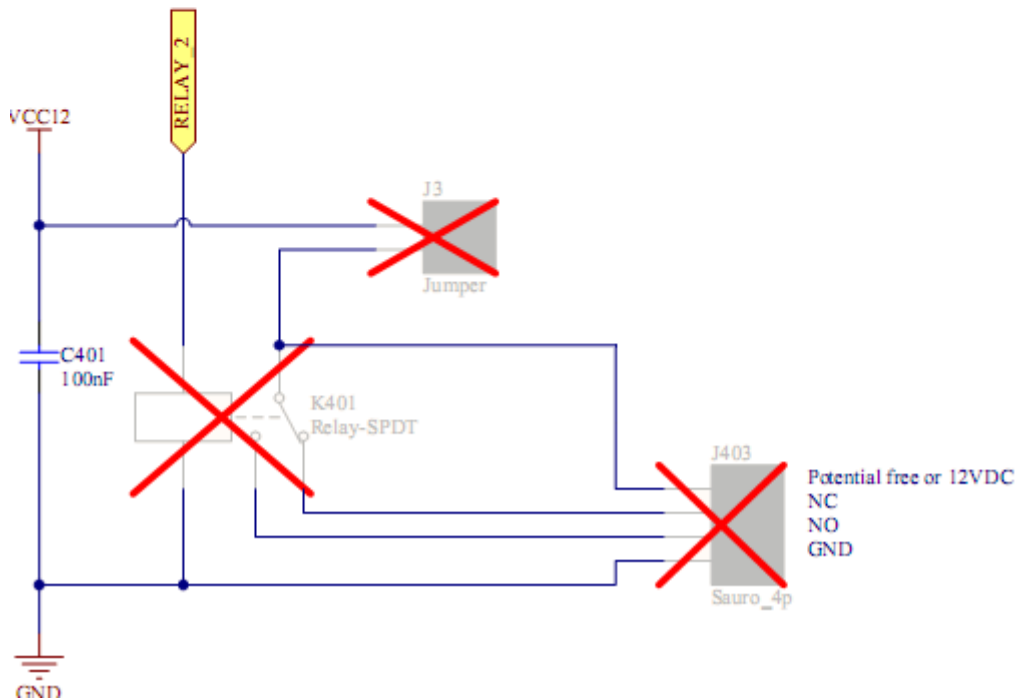 RELAY_2
VCC12
J3
Jumper
C401
100nF
K401
Relay-SPDT
J403
Potential free or 12VDC
NC
NO
GND
Sauro_4p
GND